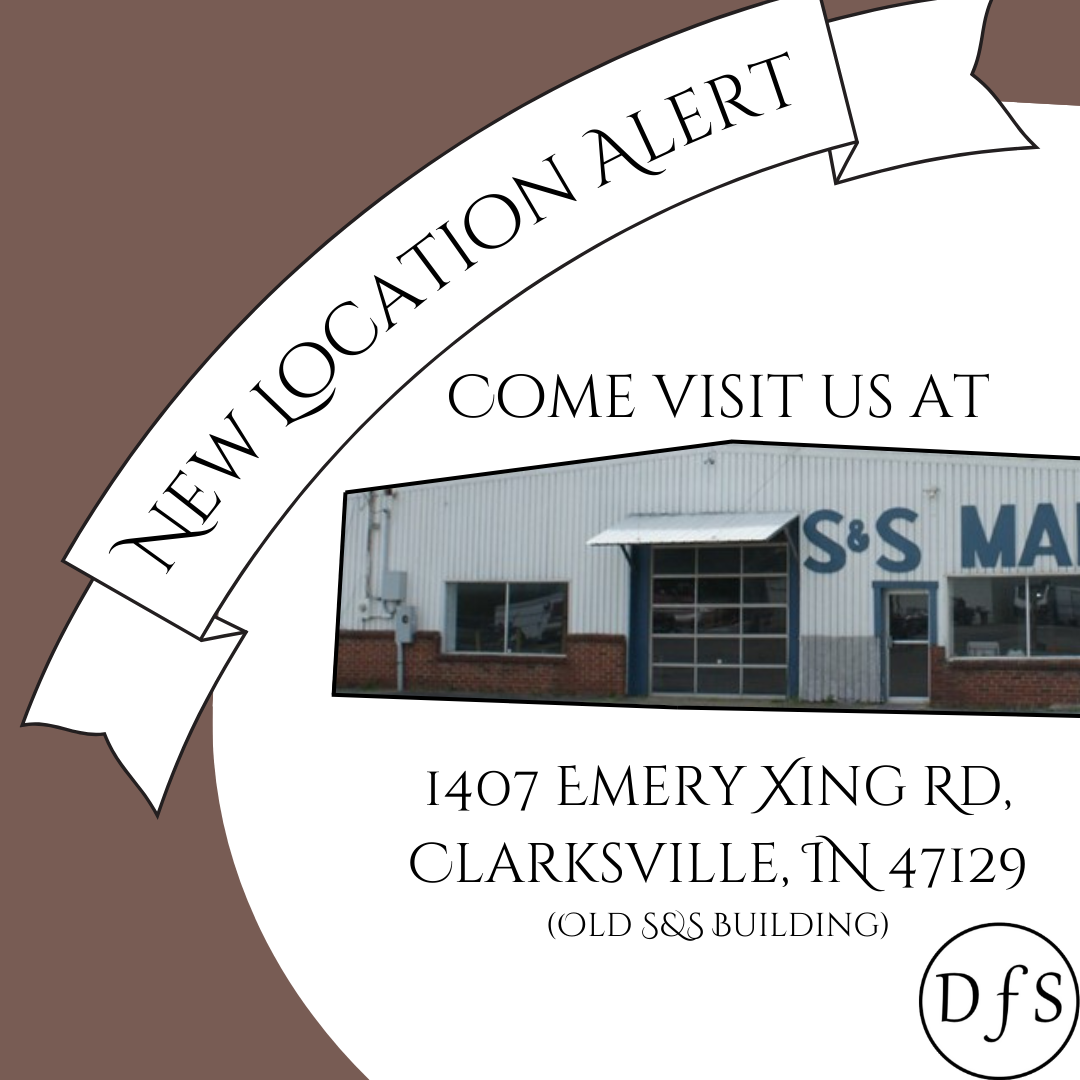 New Location Alert
Come visit us at
S&S MA
1407 Emery Xing Rd,
Clarksville, IN 47129
(Old S&S Building)
DfS